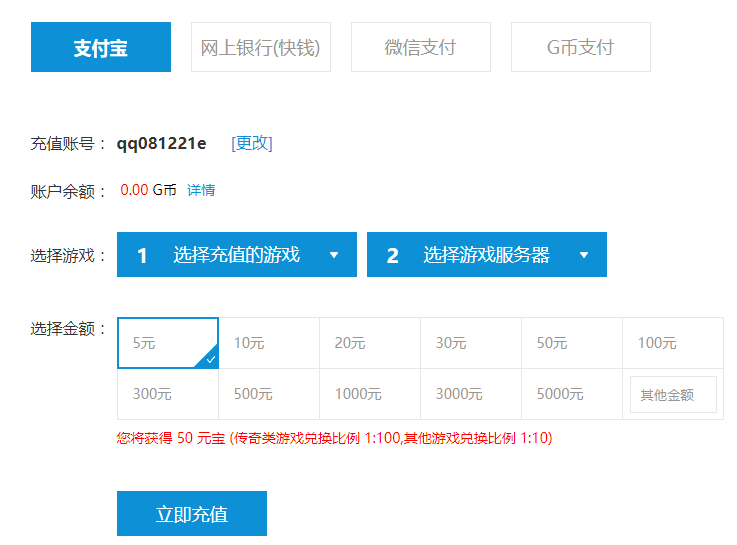 支付宝 网上银行(快钱) 微信支付 G币支付
充值账号： qq081221e [更改]
账户余额： 0.00 G币 详情
选择游戏： 1 选择充值的游戏 2 选择游戏服务器
选择金额： 5元 10元 20元 30元 50元 100元
300元 500元 1000元 3000元 5000元 其他金额
您将获得 50 元宝 (传奇类游戏兑换比例 1:100,其他游戏兑换比例 1:10)
立即充值